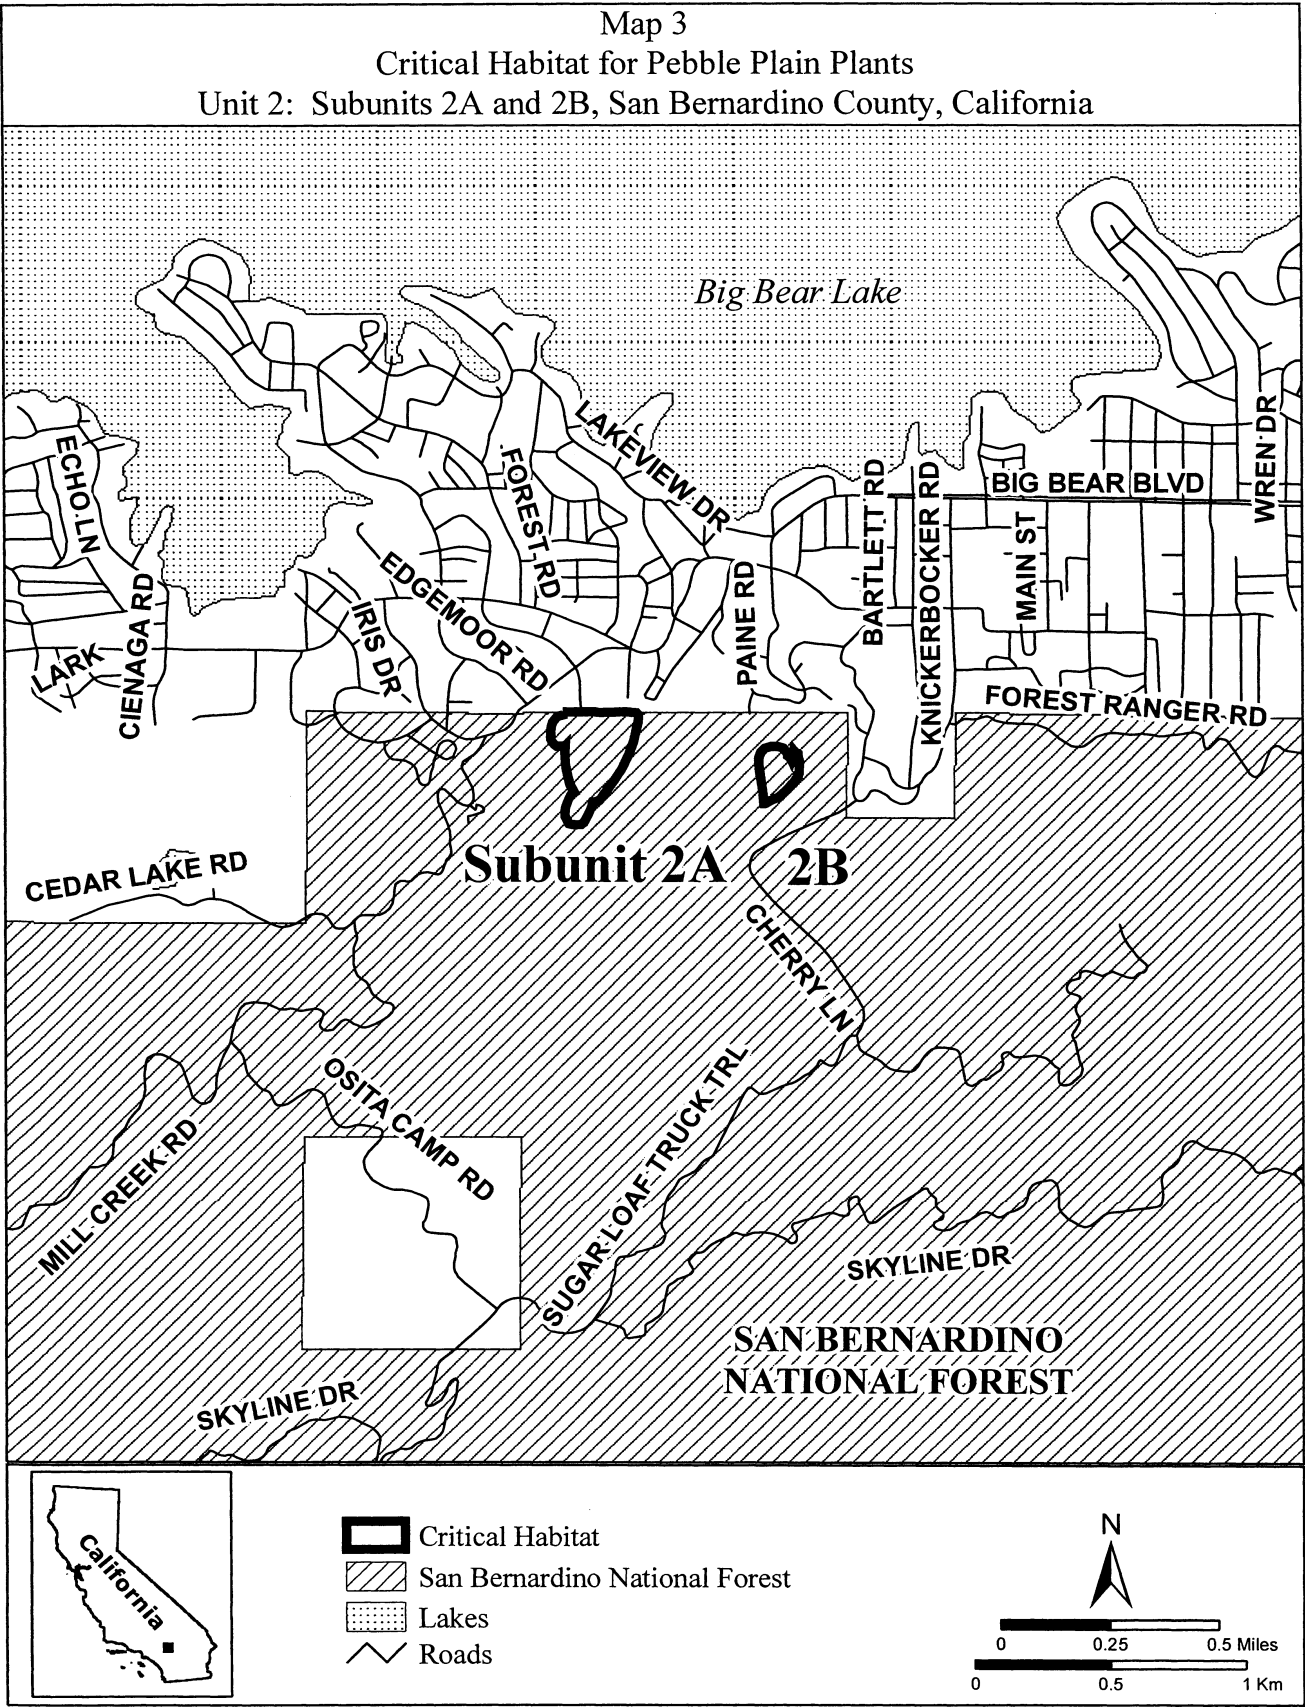 Map 3
Critical Habitat for Pebble Plain Plants
Unit 2: Subunits 2A and 2B, San Bernardino County, California
Big Bear Lake
LAKEVIEW DR
WREN DR
ECHO LN
FOREST RD
BARTLETT RD
KNICKERBOCKER RD
BIG BEAR BLVD
MAIN ST
EDGEMOOR RD
IRIS DR
PAINE RD
CIENAGA RD
LARK
FOREST RANGER RD
Subunit 2A
2B
CEDAR LAKE RD
CHERRY LN
OSITA CAMP RD
MILL CREEK RD
SUGAR LOAF TRUCK TRL
SKYLINE DR
SAN BERNARDINO
NATIONAL FOREST
SKYLINE DR
California
Critical Habitat
San Bernardino National Forest
Lakes
Roads
N
0 0.25 0.5 Miles
0 0.5 1 Km